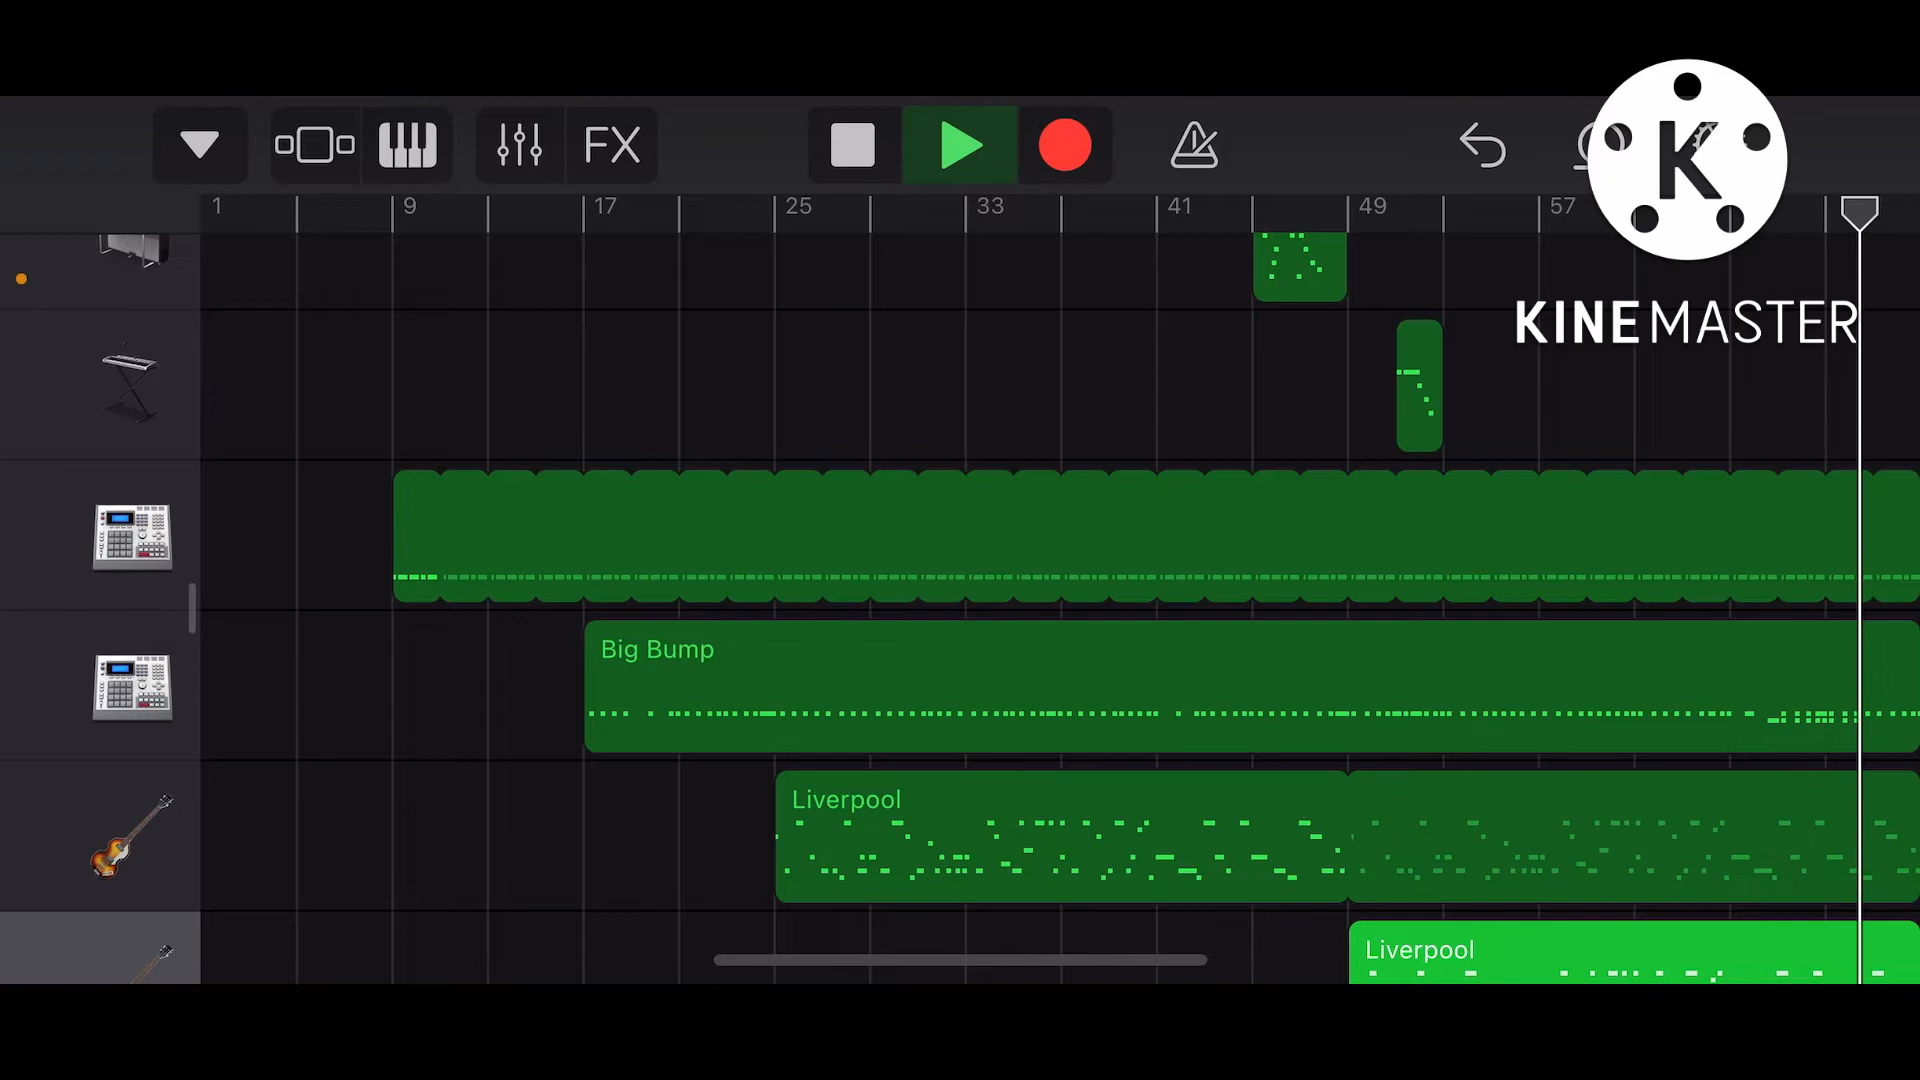 FX
1 9 17 25 33 41 49 57
K
KINEMASTER
Big Bump
Liverpool
Liverpool